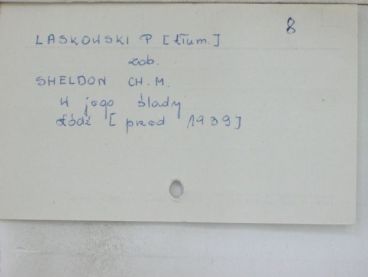 8
LASKOWSKI P [tłum.]
zob.
SHELDON CH. M.
W jego ślady
Łódź [przed 1939]